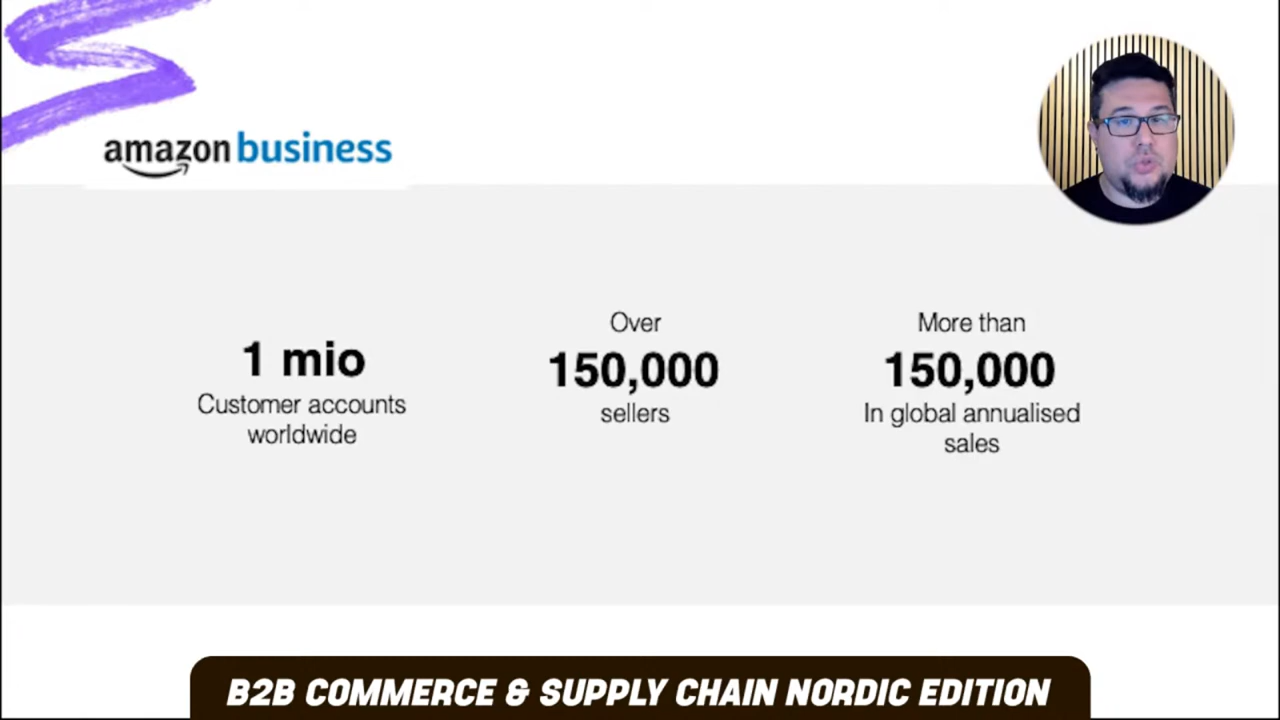 amazon business
1 mio
Customer accounts
worldwide
Over
150,000
sellers
More than
150,000
In global annualised
sales
B2B COMMERCE & SUPPLY CHAIN NORDIC EDITION